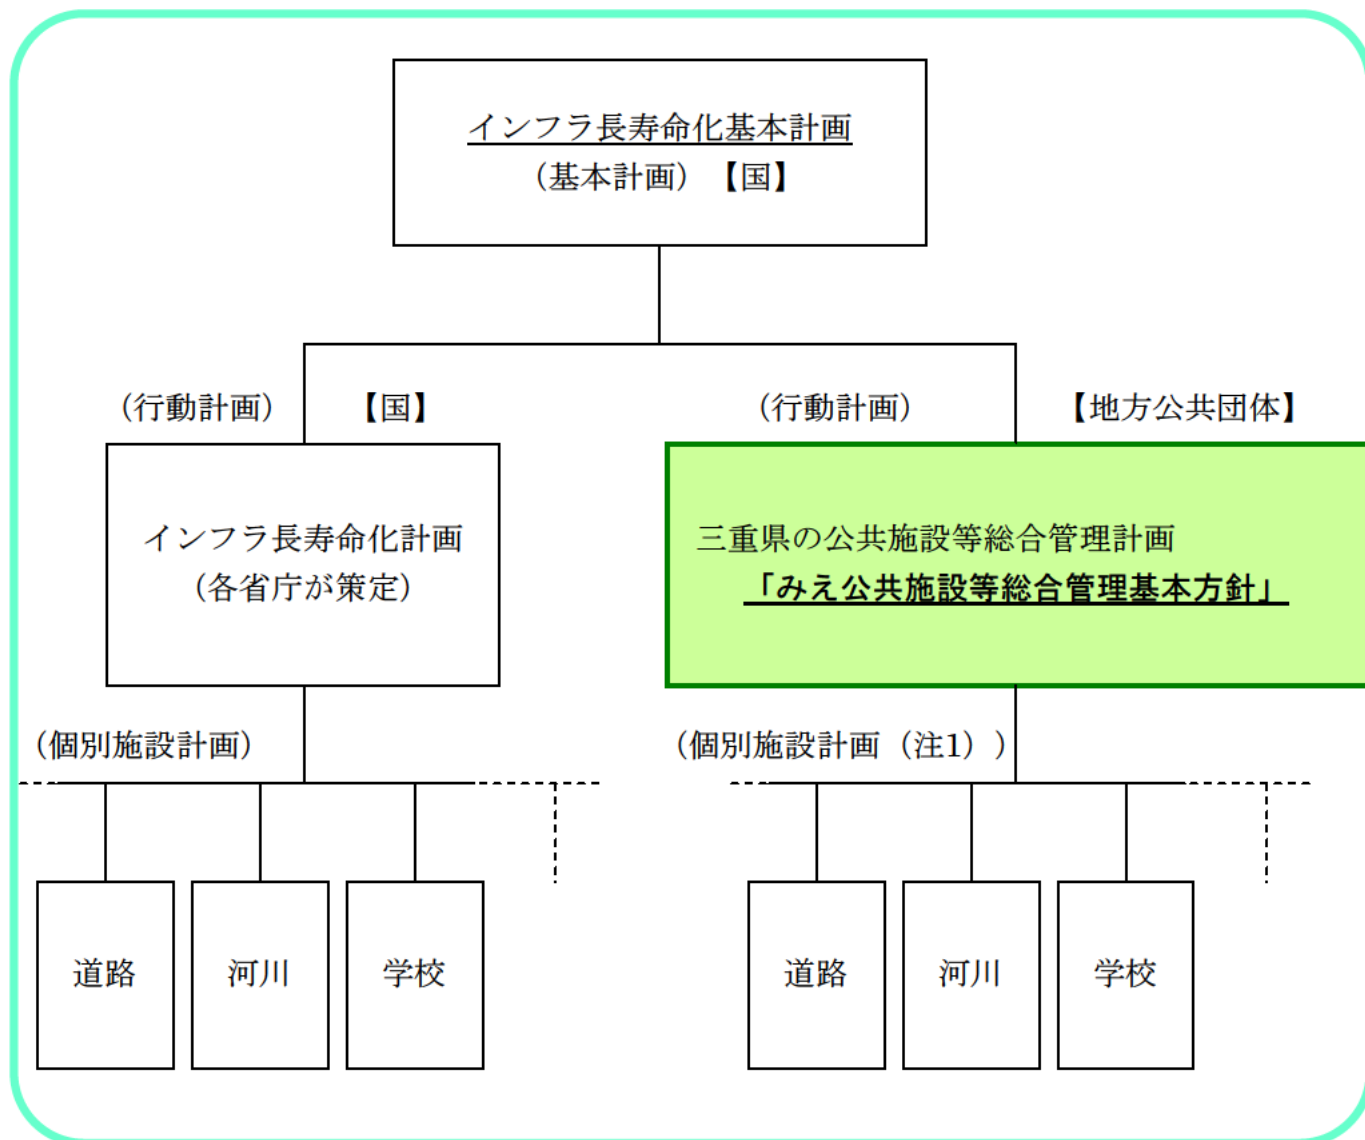 インフラ長寿命化基本計画
（基本計画）【国】
（行動計画）
【国】
（行動計画）
【地方公共団体】
インフラ長寿命化計画
（各省庁が策定）
三重県の公共施設等総合管理計画
「みえ公共施設等総合管理基本方針」
（個別施設計画）
（個別施設計画（注1））
道路
河川
学校
道路
河川
学校